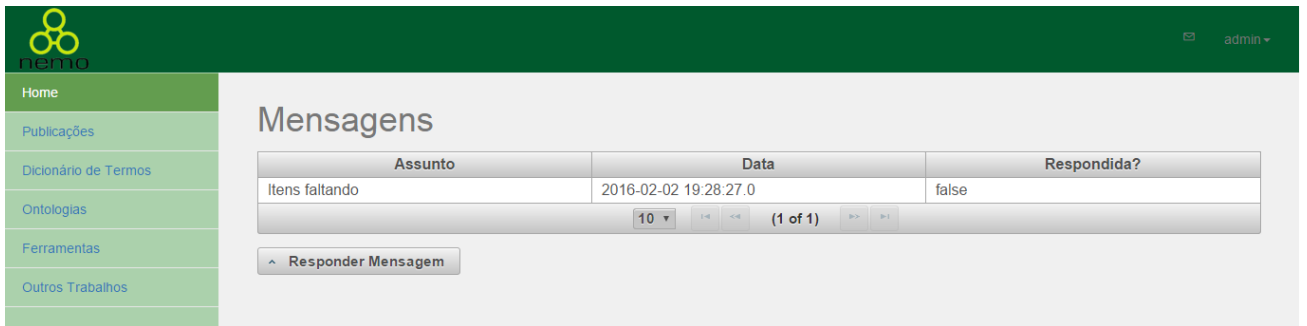 nemo
admin
Home
Publicações
Dicionário de Termos
Ontologias
Ferramentas
Outros Trabalhos
Mensagens
Assunto Data Respondida?
Itens faltando 2016-02-02 19:28:27.0 false
10 (1 of 1)
Responder Mensagem